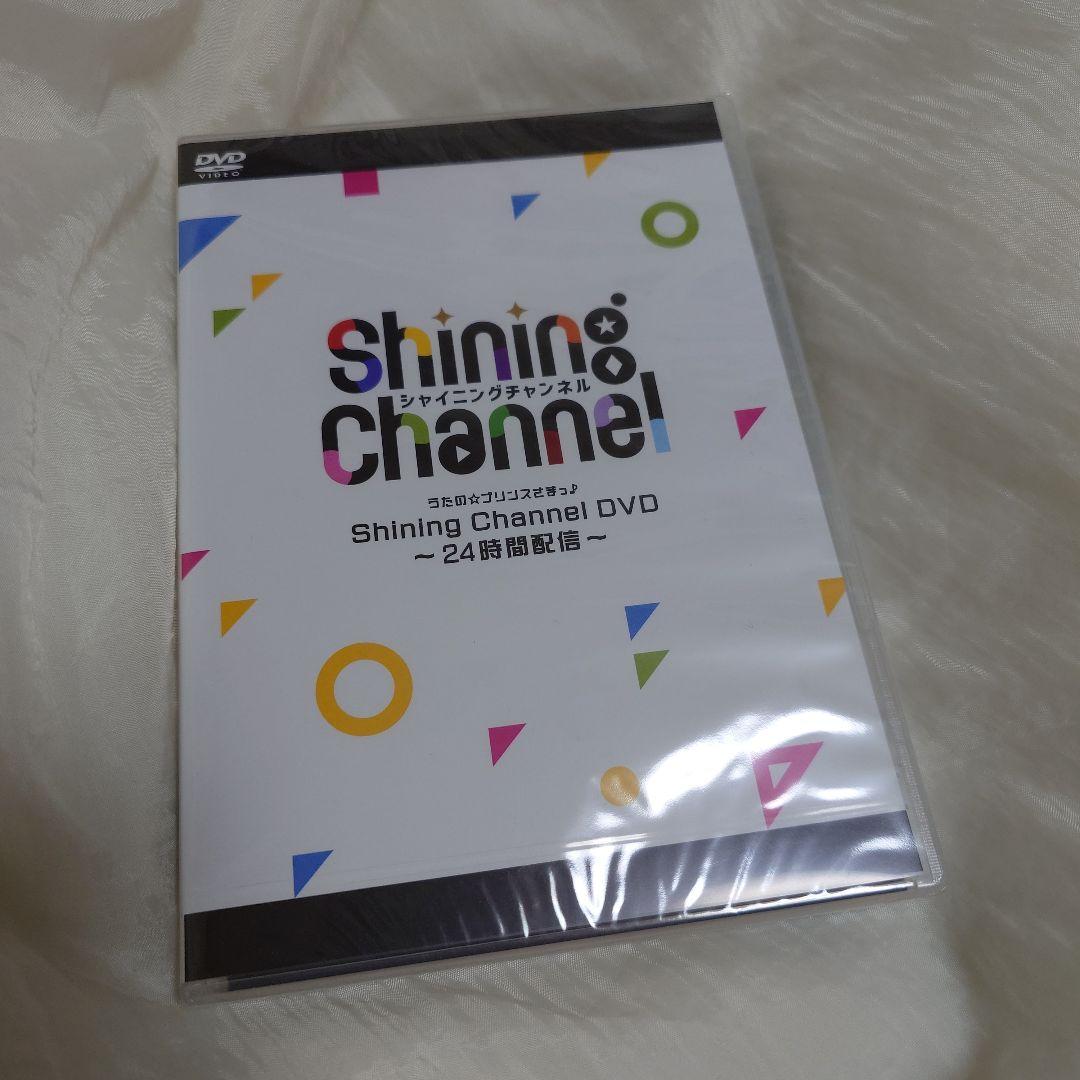 DVD
VIDEO
Shining
シャイニングチャンネル
Channel
うたの☆プリンスさまっ♪
Shining Channel DVD
～24時間配信～